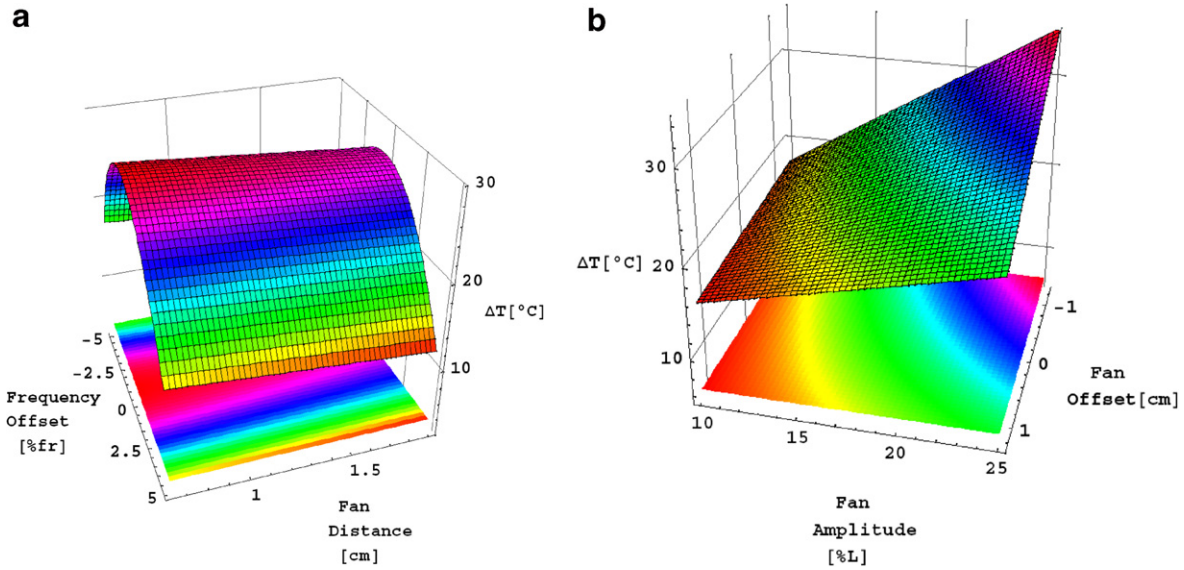 a
30
20
ΔT[°C]
10
-5
-2.5
0
2.5
5
Frequency
Offset
[%fr]
1
1.5
Fan
Distance
[cm]
b
30
ΔT[°C]
20
10
10
15
20
25
-1
0
1
Fan
Offset[cm]
Fan
Amplitude
[%L]